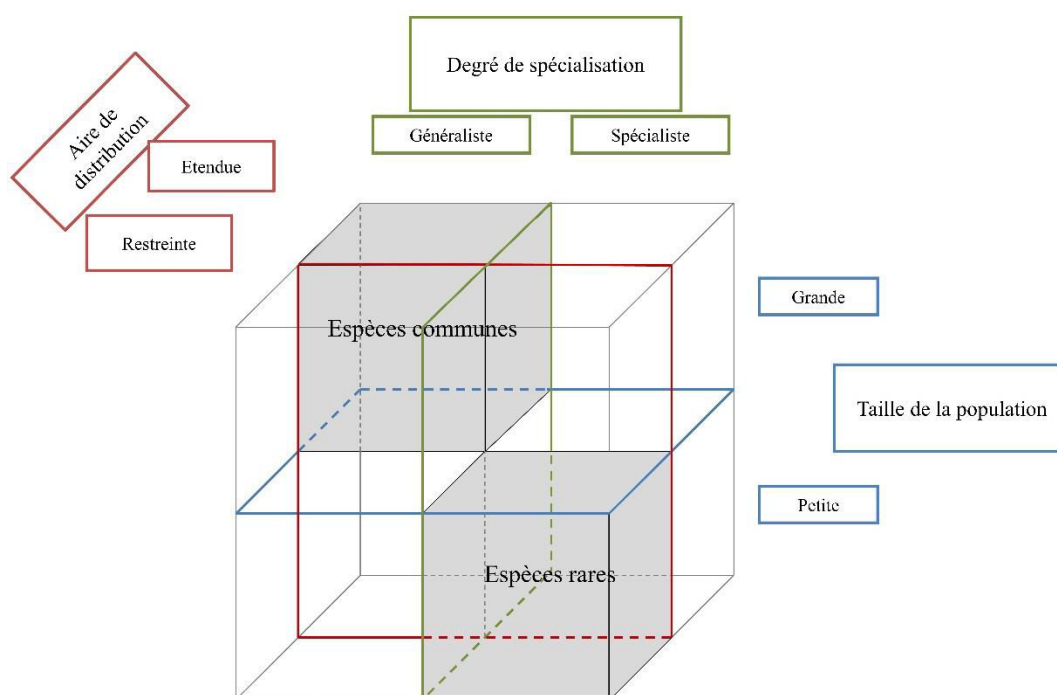 Degré de spécialisation
Généraliste
Spécialiste
Aire de
distribution
Etendue
Restreinte
Grande
Espèces communes
Taille de la population
Petite
Espèces rares